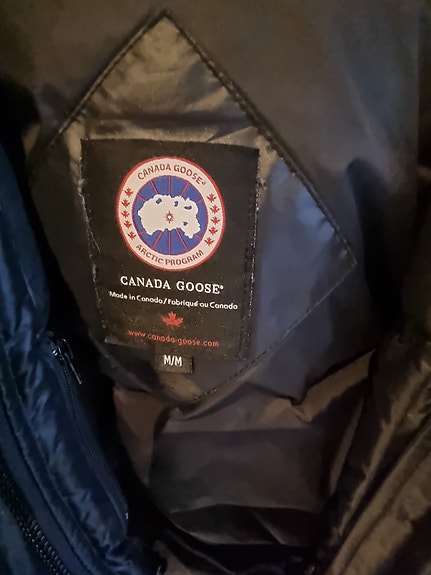 CANADA GOOSE®
ARCTIC PROGRAM
CANADA GOOSE®
Made in Canada/Fabriqué au Canada
www.canada-goose.com
M/M